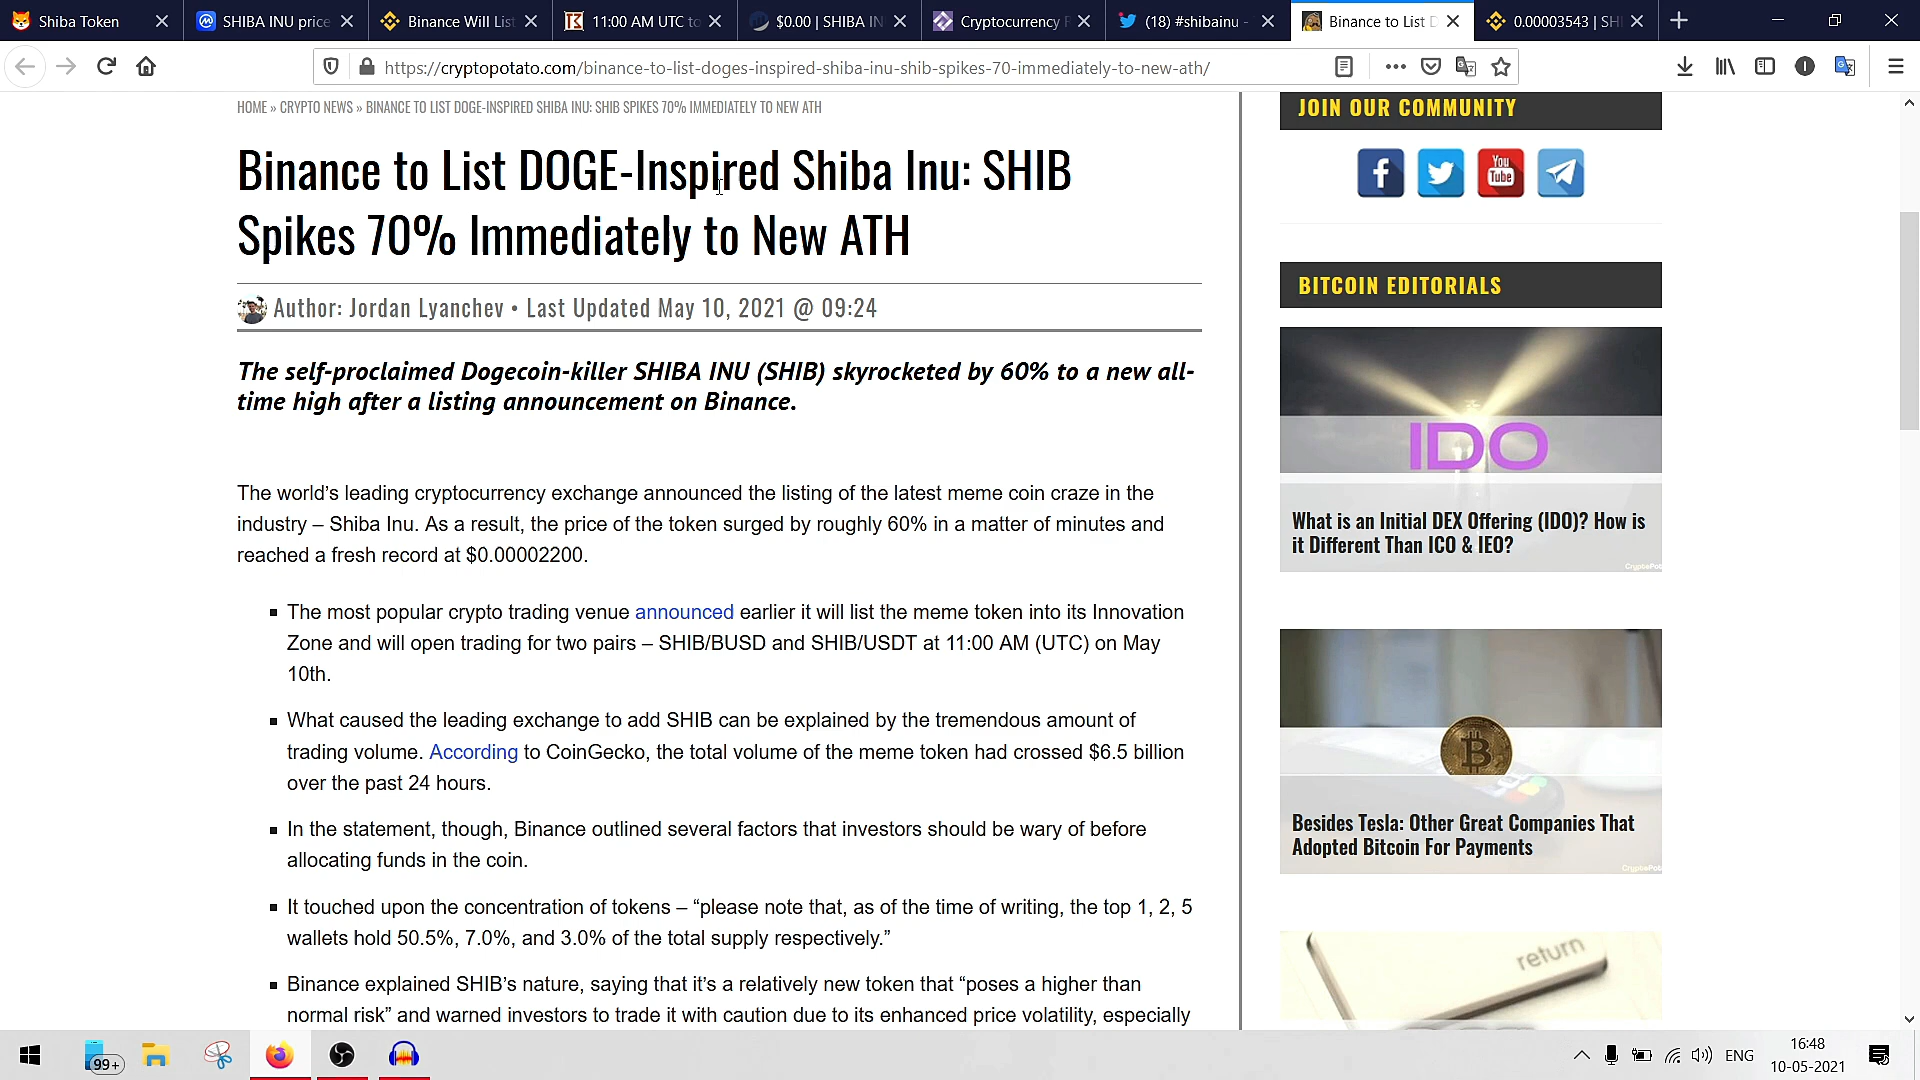 Shiba Token
SHIBA INU price
Binance Will List
11:00 AM UTC to
$0.00 | SHIBA IN
Cryptocurrency
(18) #shibainu -
Binance to List D
0.00003543 | SHI
https://cryptopotato.com/binance-to-list-doges-inspired-shiba-inu-shib-spikes-70-immediately-to-new-ath/
HOME » CRYPTO NEWS » BINANCE TO LIST DOGE-INSPIRED SHIBA INU: SHIB SPIKES 70% IMMEDIATELY TO NEW ATH
Binance to List DOGE-Inspired Shiba Inu: SHIB
Spikes 70% Immediately to New ATH
Author: Jordan Lyanchev • Last Updated May 10, 2021 @ 09:24
The self-proclaimed Dogecoin-killer SHIBA INU (SHIB) skyrocketed by 60% to a new all-
time high after a listing announcement on Binance.
The world’s leading cryptocurrency exchange announced the listing of the latest meme coin craze in the
industry – Shiba Inu. As a result, the price of the token surged by roughly 60% in a matter of minutes and
reached a fresh record at $0.00002200.
The most popular crypto trading venue announced earlier it will list the meme token into its Innovation
Zone and will open trading for two pairs – SHIB/BUSD and SHIB/USDT at 11:00 AM (UTC) on May
10th.
What caused the leading exchange to add SHIB can be explained by the tremendous amount of
trading volume. According to CoinGecko, the total volume of the meme token had crossed $6.5 billion
over the past 24 hours.
In the statement, though, Binance outlined several factors that investors should be wary of before
allocating funds in the coin.
It touched upon the concentration of tokens – “please note that, as of the time of writing, the top 1, 2, 5
wallets hold 50.5%, 7.0%, and 3.0% of the total supply respectively.”
Binance explained SHIB’s nature, saying that it’s a relatively new token that “poses a higher than
normal risk” and warned investors to trade it with caution due to its enhanced price volatility, especially
JOIN OUR COMMUNITY
You
Tube
BITCOIN EDITORIALS
IDO
What is an Initial DEX Offering (IDO)? How is
it Different Than ICO & IEO?
Besides Tesla: Other Great Companies That
Adopted Bitcoin For Payments
return
99+
ENG
16:48
10-05-2021